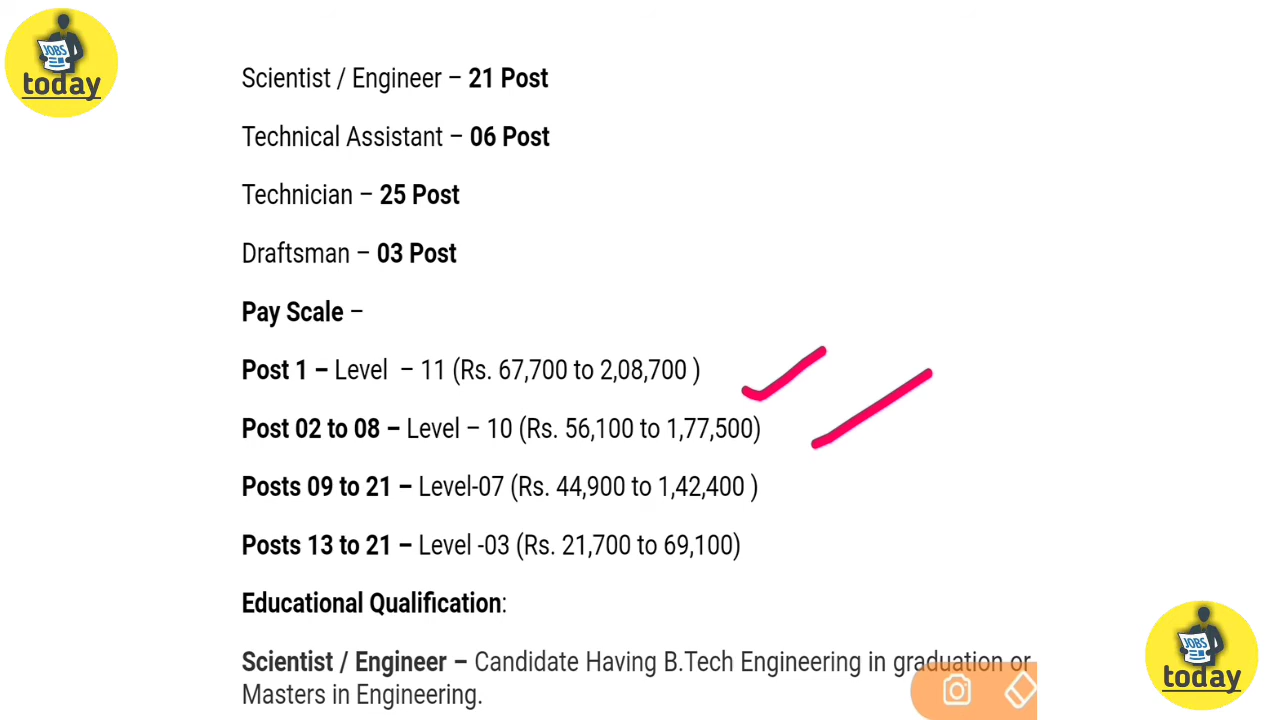 JOBS
today
Scientist / Engineer – 21 Post
Technical Assistant – 06 Post
Technician – 25 Post
Draftsman – 03 Post
Pay Scale –
Post 1 – Level – 11 (Rs. 67,700 to 2,08,700 )
Post 02 to 08 – Level – 10 (Rs. 56,100 to 1,77,500)
Posts 09 to 21 – Level-07 (Rs. 44,900 to 1,42,400 )
Posts 13 to 21 – Level -03 (Rs. 21,700 to 69,100)
Educational Qualification:
Scientist / Engineer – Candidate Having B.Tech Engineering in graduation or
Masters in Engineering.
JOBS
today